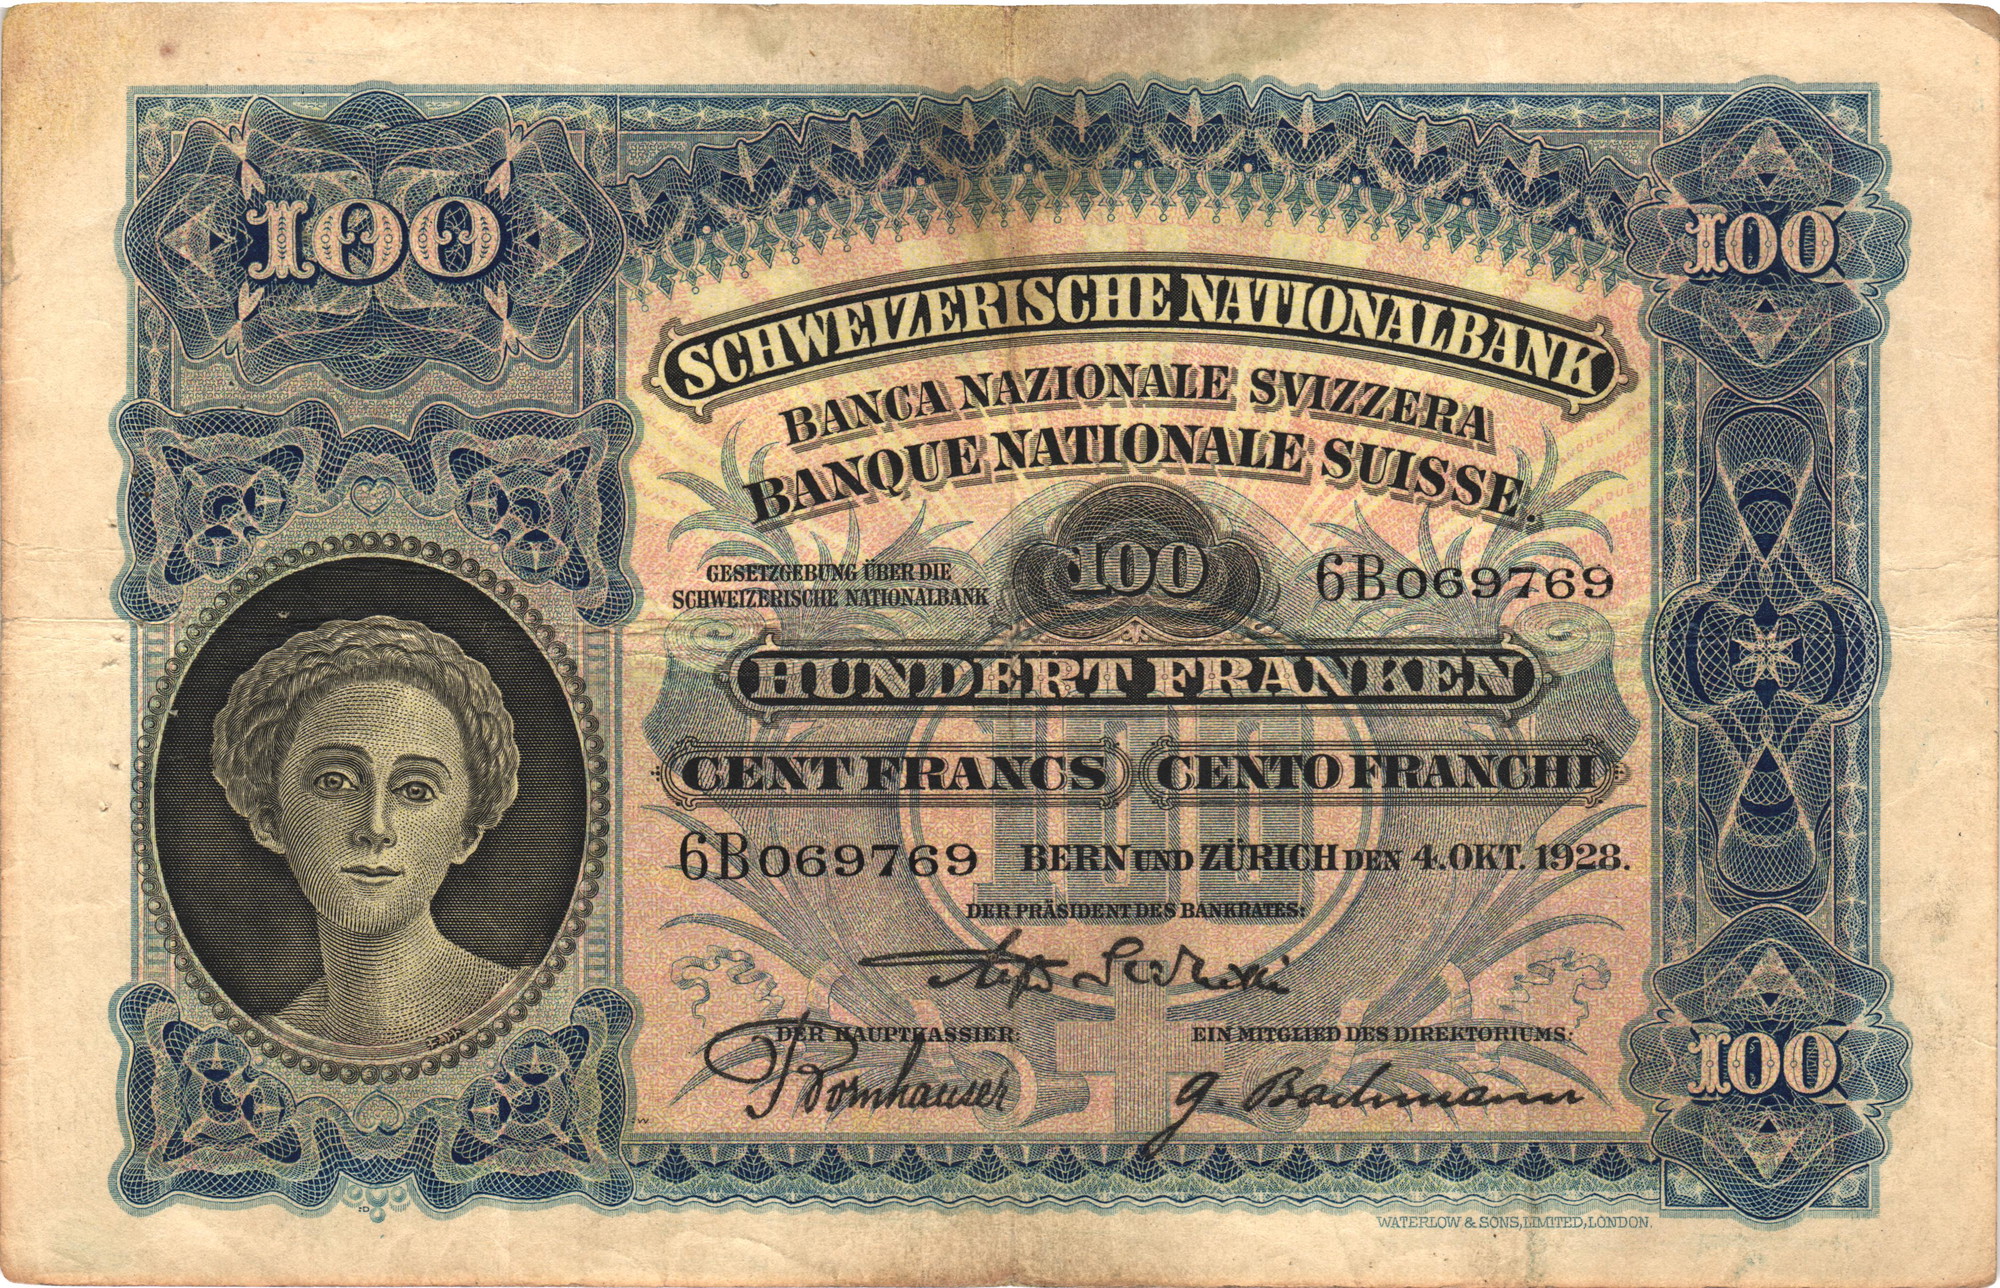 100
100
SCHWEIZERISCHE NATIONALBANK
BANCA NAZIONALE SVIZZERA
BANQUE NATIONALE SUISSE.
GESETZGEBUNG ÜBER DIE
SCHWEIZERISCHE NATIONALBANK
100
6B069769
HUNDERT FRANKEN
100
CENT FRANCS
CENTO FRANCHI
6B069769
BERN UND ZÜRICH DEN 4. OKT. 1928.
DER PRÄSIDENT DES BANKRATES:
DER HAUPTKASSIER:
EIN MITGLIED DES DIREKTORIUMS:
Bornhauser
G. Bachmann
100
WATERLOW & SONS, LIMITED, LONDON.